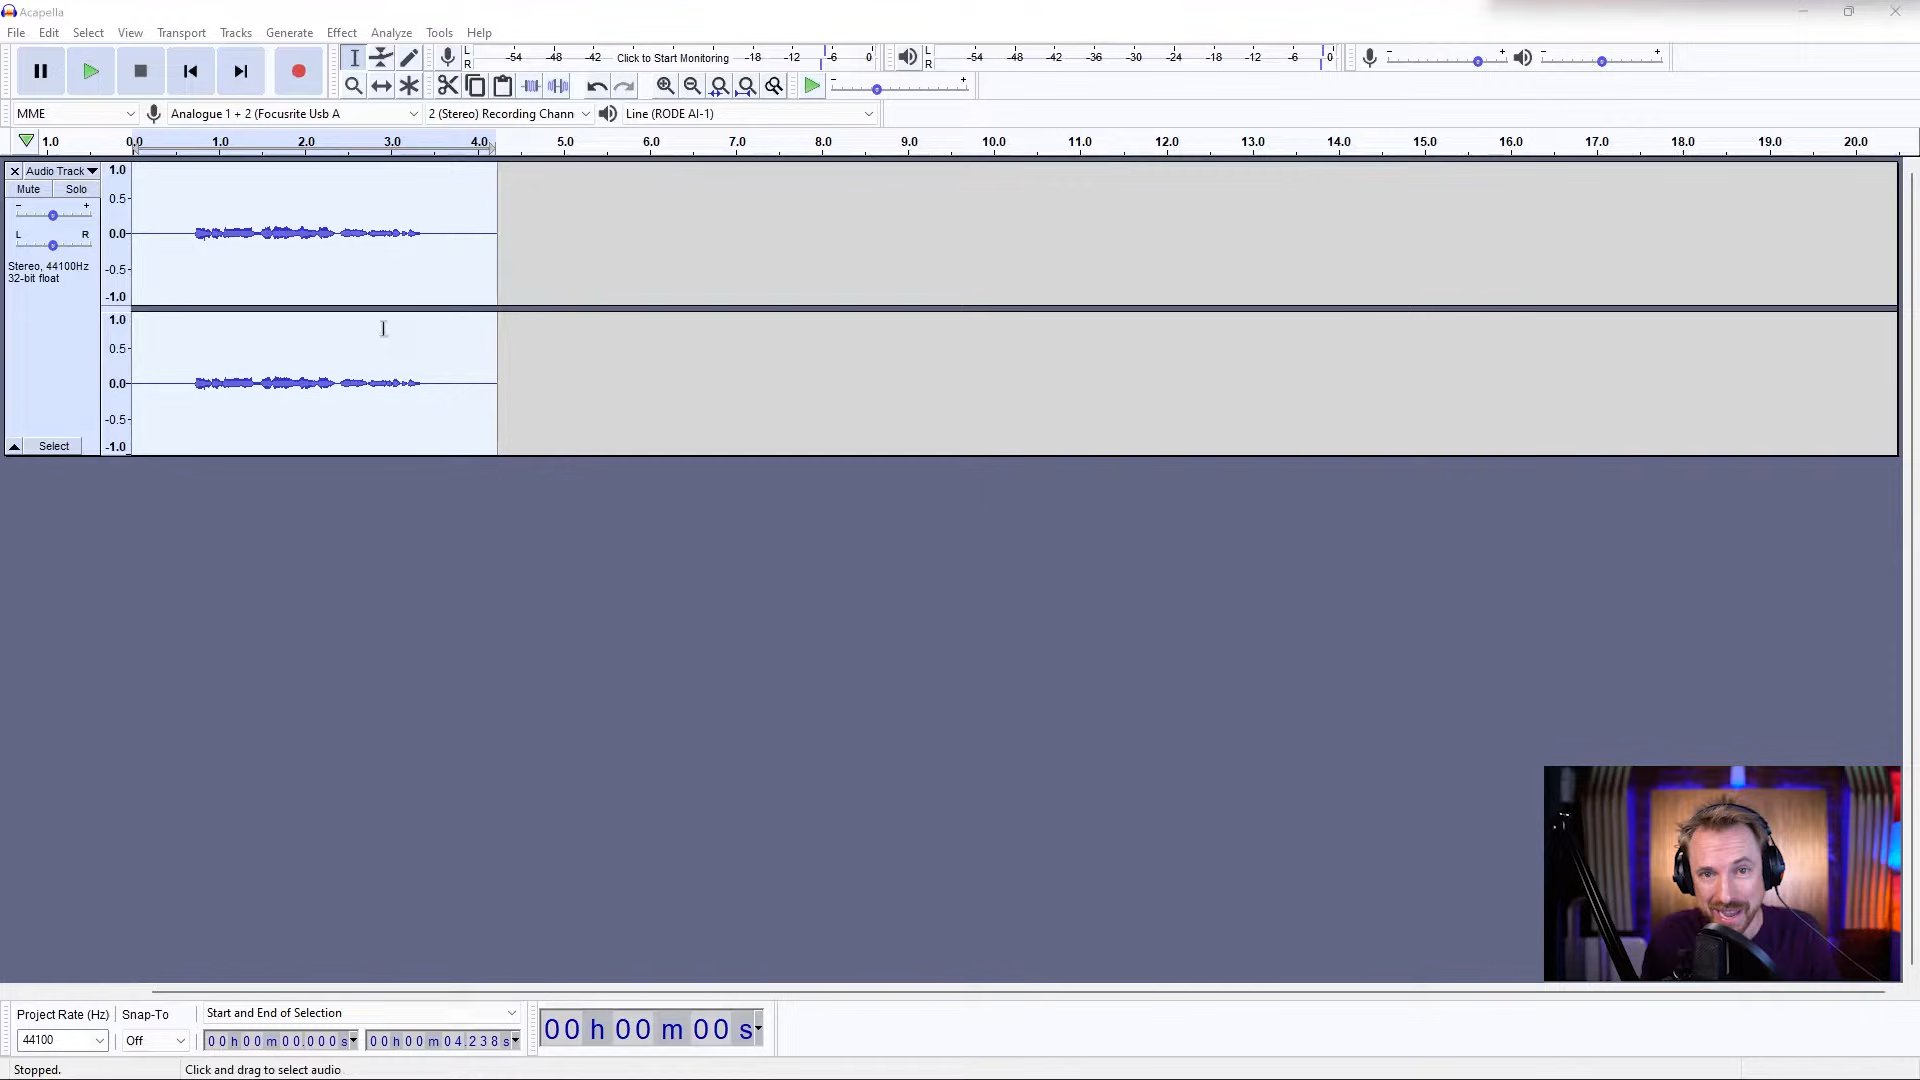 Acapella
File Edit Select View Transport Tracks Generate Effect Analyze Tools Help
L
R
-54 -48 -42 Click to Start Monitoring -18 -12 -6 0
L
R
-54 -48 -42 -36 -30 -24 -18 -12 -6 0
- +
- +
- +
MME
Analogue 1 + 2 (Focusrite Usb A
2 (Stereo) Recording Chann
Line (RODE AI-1)
1.0 0.0 1.0 2.0 3.0 4.0 5.0 6.0 7.0 8.0 9.0 10.0 11.0 12.0 13.0 14.0 15.0 16.0 17.0 18.0 19.0 20.0
Audio Track
Mute Solo
- +
L R
Stereo, 44100Hz
32-bit float
Select
1.0
0.5
0.0
-0.5
-1.0
1.0
0.5
0.0
-0.5
-1.0
Project Rate (Hz) Snap-To Start and End of Selection
44100 Off 00 h 00 m 00.000 s 00 h 00 m 04.238 s
00 h 00 m 00 s
Stopped. Click and drag to select audio